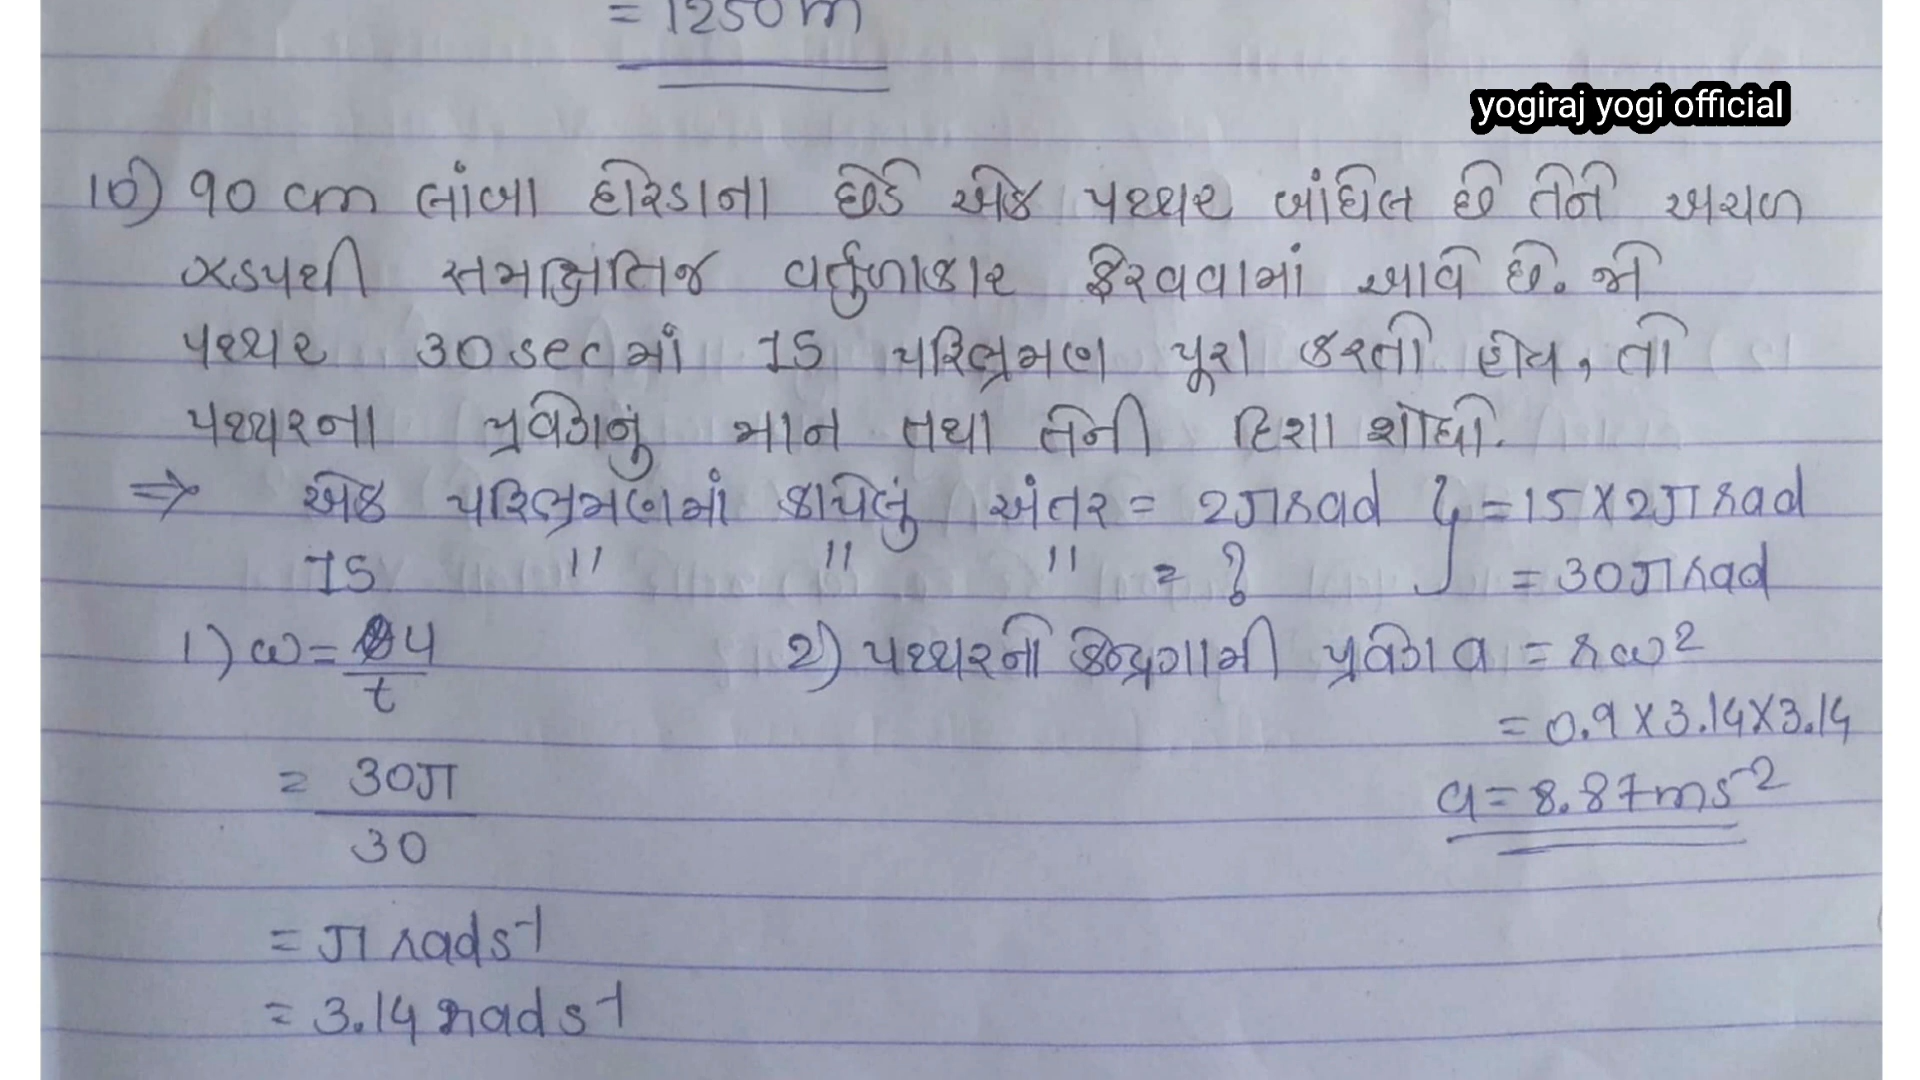 = 1250 m
yogiraj yogi official
10) 90 cm લાંબા દોરડાના છેડે એક પથ્થર બાંધેલ છે તેને અચળ
ઝડપથી સમક્ષિતિજ વર્તુળાકાર ફેરવવામાં આવે છે. જો
પથ્થર 30 sec માં 15 પરિભ્રમણ પૂરા કરતો હોય, તો
પથ્થરના પ્રવેગનું માન તથા તેની દિશા શોધો.
⇒ એક પરિભ્રમણમાં કાપેલું અંતર = 2π rad } = 15 × 2π rad
15 " " " = ? = 30π rad
1) ω = 4/t 2) પથ્થરનો કેન્દ્રગામી પ્રવેગ a = rω²
= 0.9 × 3.14 × 3.14
= 30π/30 a = 8.87 ms⁻²
= π rad s⁻¹
= 3.14 rad s⁻¹